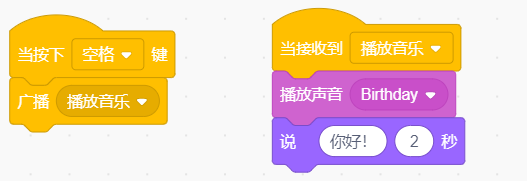 当按下 空格 键
广播 播放音乐
当接收到 播放音乐
播放声音 Birthday
说 你好！ 2 秒